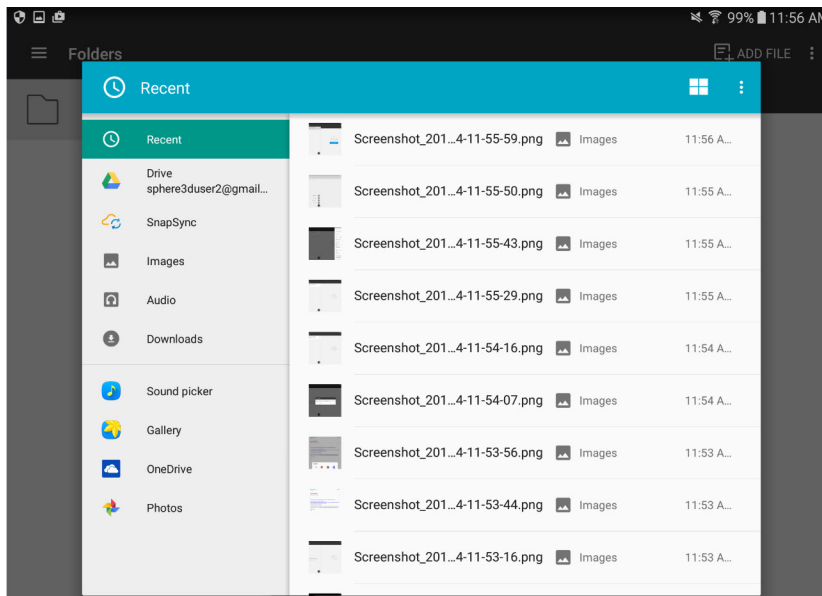 99% 11:56 AM
Folders
ADD FILE
Recent
Recent
Drive
sphere3duser2@gmail...
SnapSync
Images
Audio
Downloads
Sound picker
Gallery
OneDrive
Photos
Screenshot_201...4-11-55-59.png Images 11:56 A...
Screenshot_201...4-11-55-50.png Images 11:55 A...
Screenshot_201...4-11-55-43.png Images 11:55 A...
Screenshot_201...4-11-55-29.png Images 11:55 A...
Screenshot_201...4-11-54-16.png Images 11:54 A...
Screenshot_201...4-11-54-07.png Images 11:54 A...
Screenshot_201...4-11-53-56.png Images 11:53 A...
Screenshot_201...4-11-53-44.png Images 11:53 A...
Screenshot_201...4-11-53-16.png Images 11:53 A...